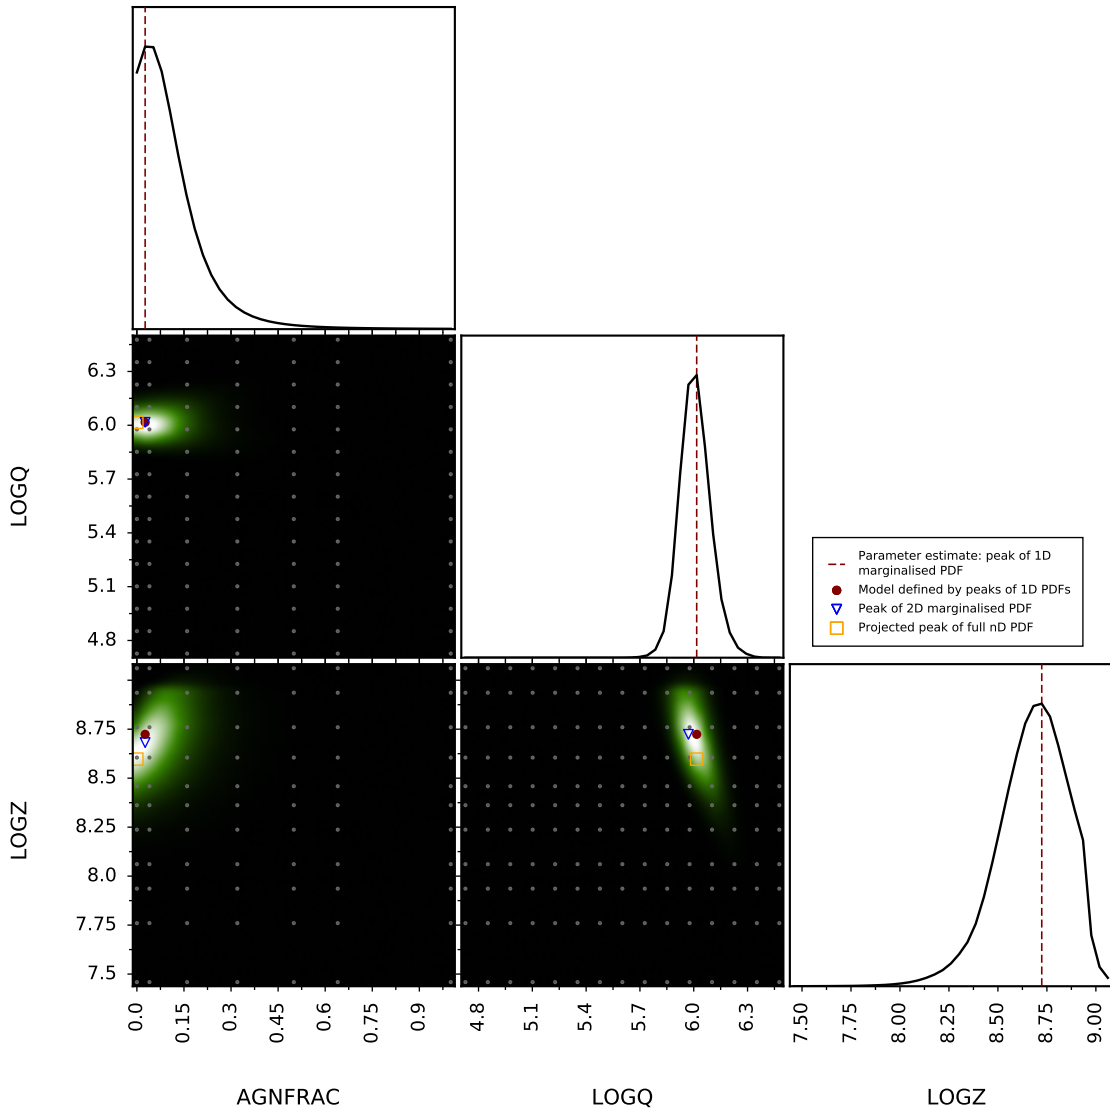 6.3
6.0
5.7
5.4
5.1
4.8
LOGQ
Parameter estimate: peak of 1D
marginalised PDF
Model defined by peaks of 1D PDFs
Peak of 2D marginalised PDF
Projected peak of full nD PDF
8.75
8.5
8.25
8.0
7.75
7.5
LOGZ
0.0 0.15 0.3 0.45 0.6 0.75 0.9
4.8 5.1 5.4 5.7 6.0 6.3
7.50 7.75 8.00 8.25 8.50 8.75 9.00
AGNFRAC LOGQ LOGZ